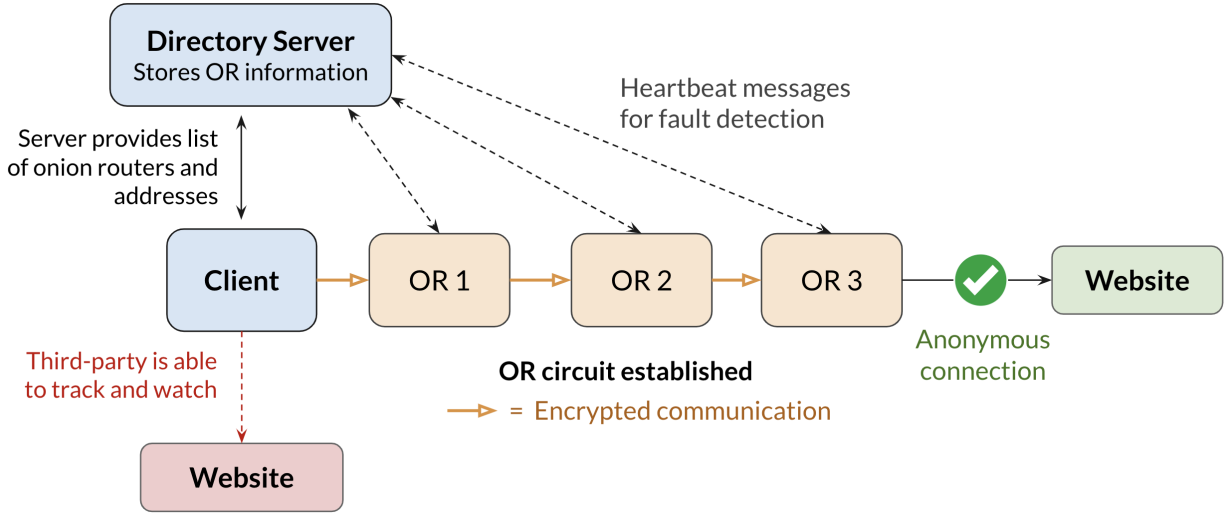 Directory Server
Stores OR information
Heartbeat messages
for fault detection
Server provides list
of onion routers and
addresses
Client
OR 1
OR 2
OR 3
Website
Anonymous
connection
Third-party is able
to track and watch
OR circuit established
= Encrypted communication
Website